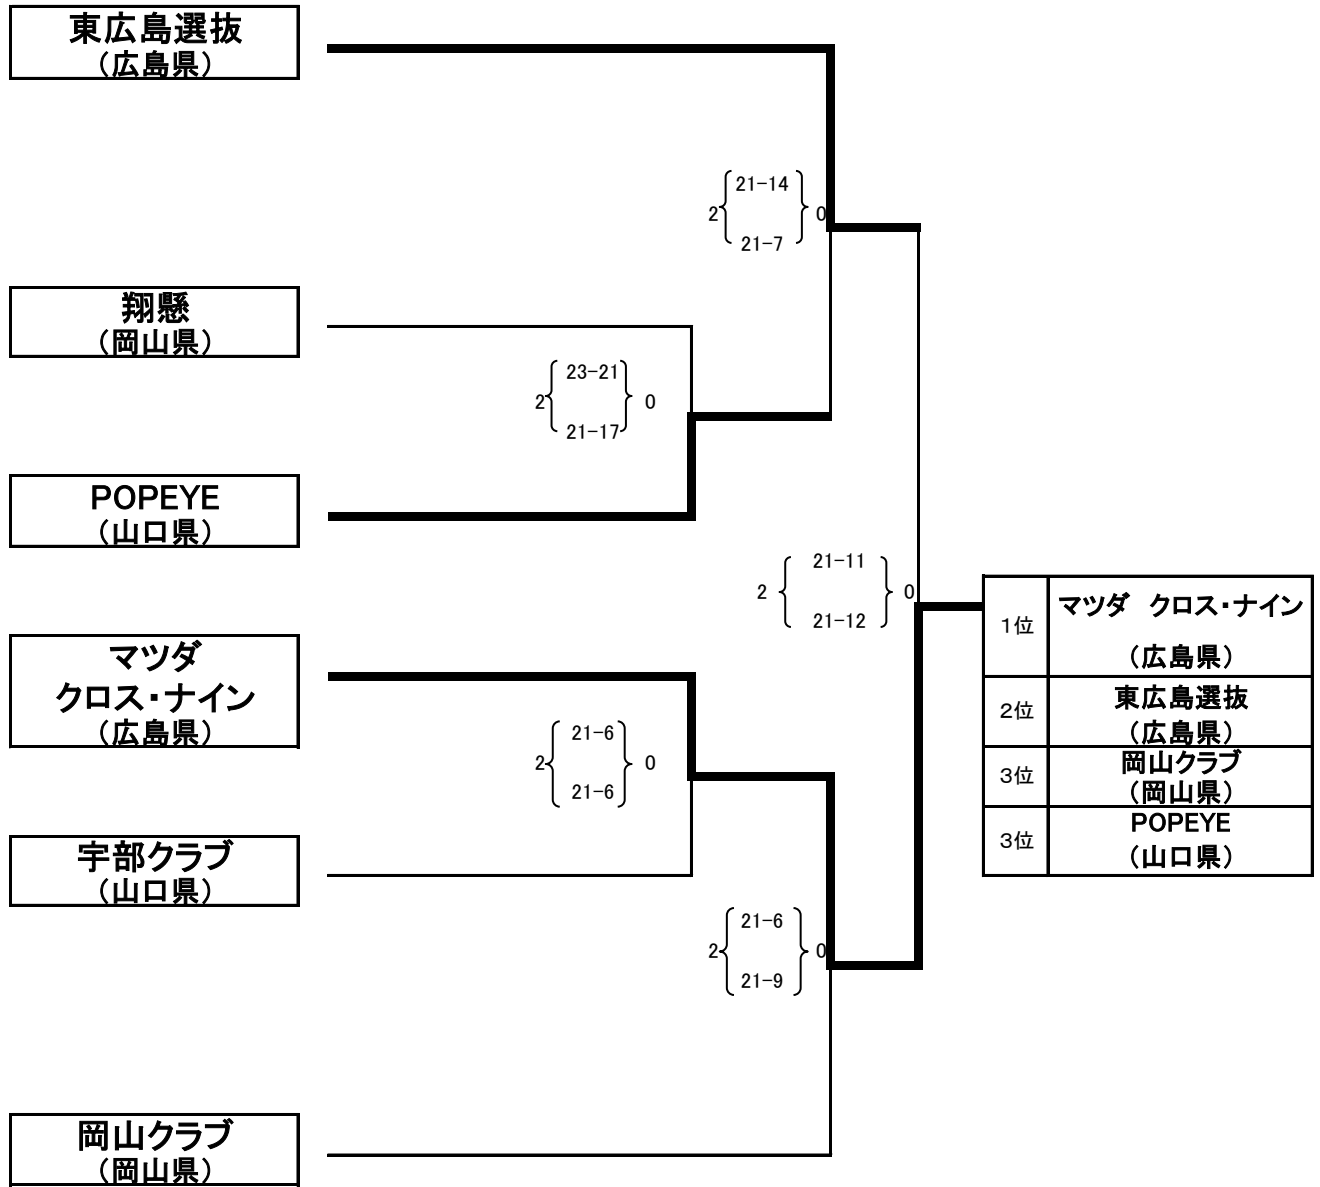 東広島選抜
(広島県)
21-14
2 0
21-7
翔懸
(岡山県)
23-21
2 0
21-17
POPEYE
(山口県)
21-11
2 0
21-12
マツダ
クロス・ナイン
(広島県)
21-6
2 0
21-6
宇部クラブ
(山口県)
21-6
2 0
21-9
岡山クラブ
(岡山県)
1位 マツダ クロス・ナイン
(広島県)
2位 東広島選抜
(広島県)
3位 岡山クラブ
(岡山県)
3位 POPEYE
(山口県)